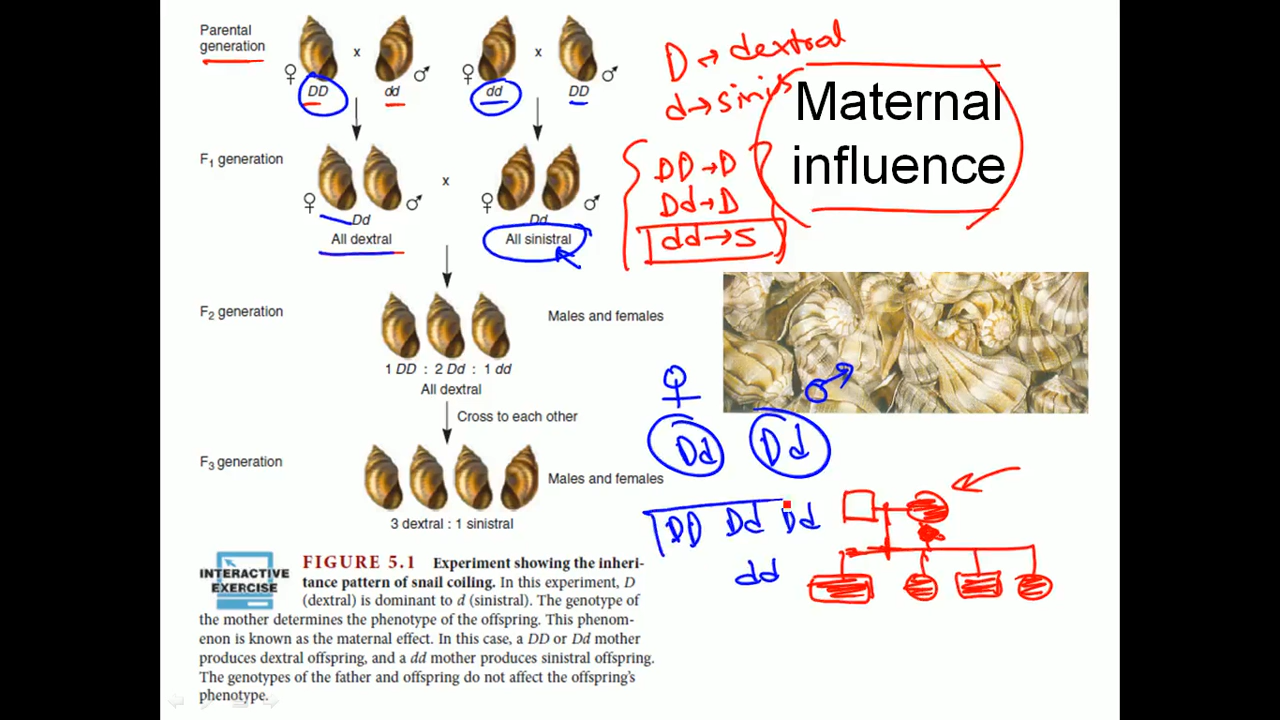 Parental
generation
x
x
♀
DD
dd
♂
♀
dd
DD
♂
D → dextral
d → sinis
Maternal
influence
F1 generation
x
♀
Dd
♂
♀
Dd
♂
All dextral
All sinistral
DD → D
Dd → D
dd → S
F2 generation
Males and females
1 DD : 2 Dd : 1 dd
All dextral
Cross to each other
♀
♂
Dd
Dd
F3 generation
Males and females
3 dextral : 1 sinistral
DD Dd Dd
dd
INTERACTIVE
EXERCISE
FIGURE 5.1 Experiment showing the inheri-
tance pattern of snail coiling. In this experiment, D
(dextral) is dominant to d (sinistral). The genotype of
the mother determines the phenotype of the offspring. This phenom-
enon is known as the maternal effect. In this case, a DD or Dd mother
produces dextral offspring, and a dd mother produces sinistral offspring.
The genotypes of the father and offspring do not affect the offspring's
phenotype.